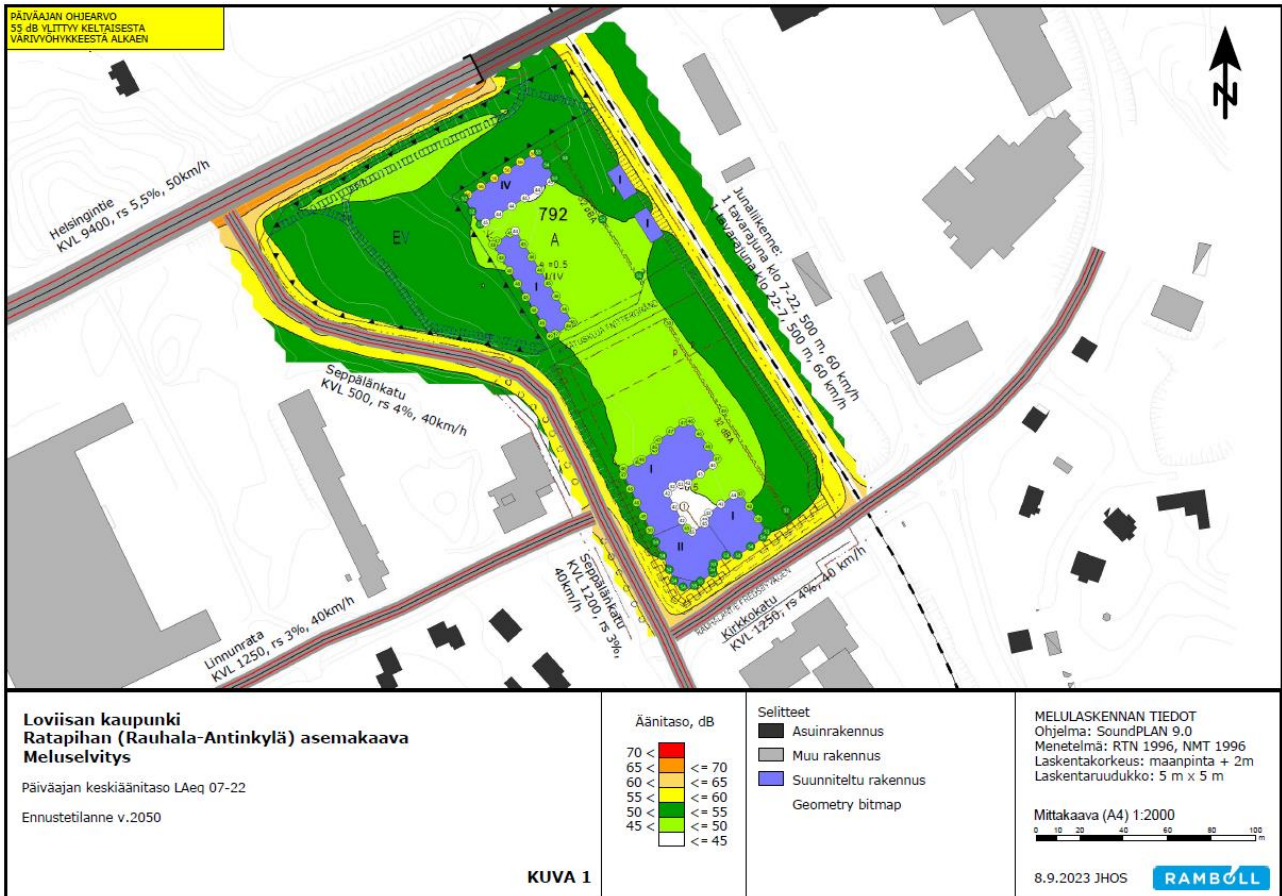 PÄIVÄAJAN OHJEARVO
55 dB YLITTYY KELTAISESTA
VÄRIVYÖHYKKEESTÄ ALKAEN
N
Helsingintie
KVL 9400, rs 5,5%, 50km/h
Junaliikenne:
1 tavarajuna klo 7-22, 500 m, 60 km/h
1 tavarajuna klo 22-7, 500 m, 60 km/h
IV
I
I
792
A
EV
I
32 dBA
Seppälänkatu
KVL 500, rs 4%, 40km/h
32 dBA
I
I
II
Seppälänkatu
KVL 1200, rs 3%,
40km/h
Linnunrata
KVL 1250, rs 3%, 40km/h
Kirkkokatu
KVL 1250, rs 4%, 40 km/h
Loviisan kaupunki
Ratapihan (Rauhala-Antinkylä) asemakaava
Meluselvitys
Päiväajan keskiäänitaso LAeq 07-22
Ennustetilanne v.2050
KUVA 1
Äänitaso, dB
70 <
65 < <= 70
60 < <= 65
55 < <= 60
50 < <= 55
45 < <= 50
<= 45
Selitteet
Asuinrakennus
Muu rakennus
Suunniteltu rakennus
Geometry bitmap
MELULASKENNAN TIEDOT
Ohjelma: SoundPLAN 9.0
Menetelmä: RTN 1996, NMT 1996
Laskentakorkeus: maanpinta + 2m
Laskentaruudukko: 5 m x 5 m
Mittakaava (A4) 1:2000
0 10 20 40 60 80 100
m
8.9.2023 JHOS
RAMBOLL